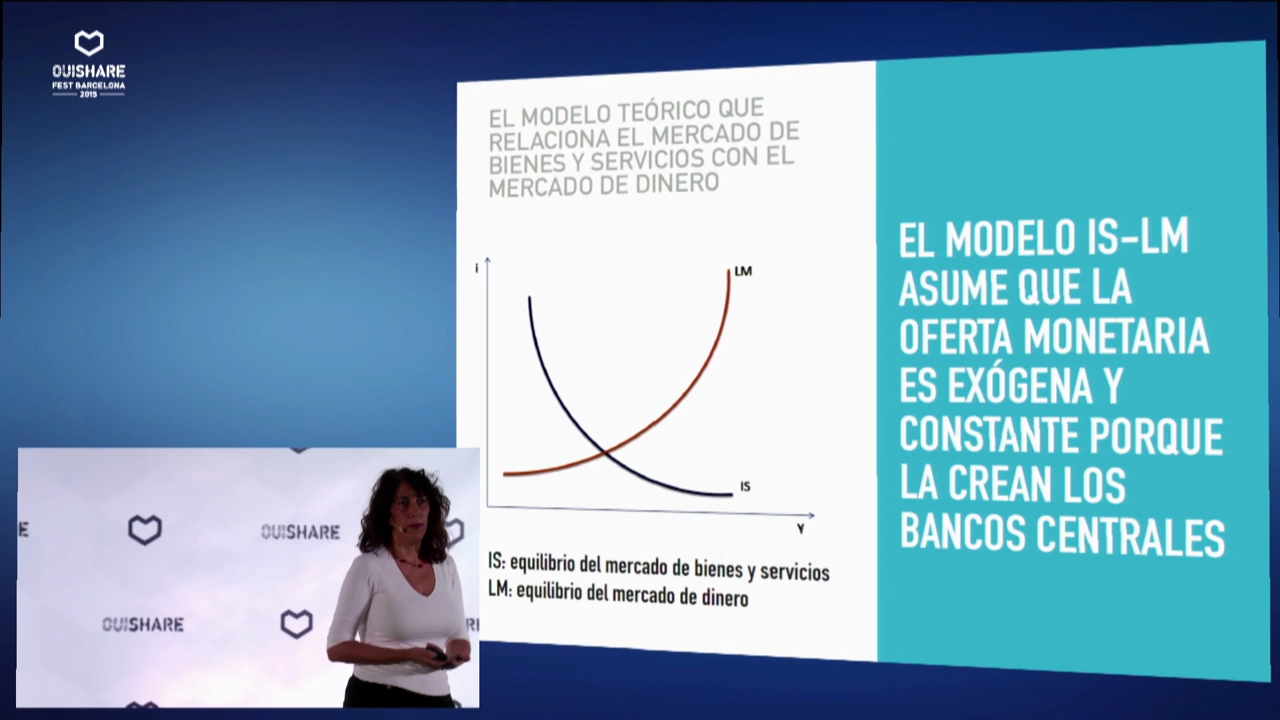 OUISHARE
FEST BARCELONA
2015
EL MODELO TEÓRICO QUE
RELACIONA EL MERCADO DE
BIENES Y SERVICIOS CON EL
MERCADO DE DINERO
i
LM
IS
Y
IS: equilibrio del mercado de bienes y servicios
LM: equilibrio del mercado de dinero
EL MODELO IS-LM
ASUME QUE LA
OFERTA MONETARIA
ES EXÓGENA Y
CONSTANTE PORQUE
LA CREAN LOS
BANCOS CENTRALES
E
OUISHARE
OUISHARE
RE